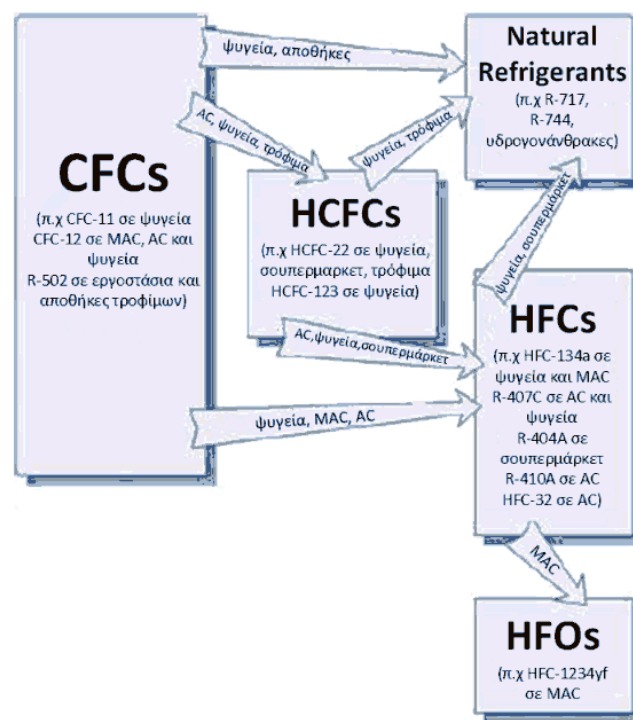 ψυγεία, αποθήκες
Natural
Refrigerants
(π.χ R-717,
R-744,
υδρογονάνθρακες)
AC, ψυγεία, τρόφιμα
ψυγεία, τρόφιμα
CFCs
(π.χ CFC-11 σε ψυγεία
CFC-12 σε MAC, AC και
ψυγεία
R-502 σε εργοστάσια και
αποθήκες τροφίμων)
HCFCs
(π.χ HCFC-22 σε ψυγεία,
σουπερμαρκετ, τρόφιμα
HCFC-123 σε ψυγεία)
ψυγεία, σουπερμάρκετ
AC,ψυγεία,σουπερμάρκετ
ψυγεία, MAC, AC
HFCs
(π.χ HFC-134a σε
ψυγεία και MAC
R-407C σε AC και
ψυγεία
R-404A σε
σουπερμάρκετ
R-410A σε AC
HFC-32 σε AC)
MAC
HFOs
(π.χ HFC-1234yf
σε MAC